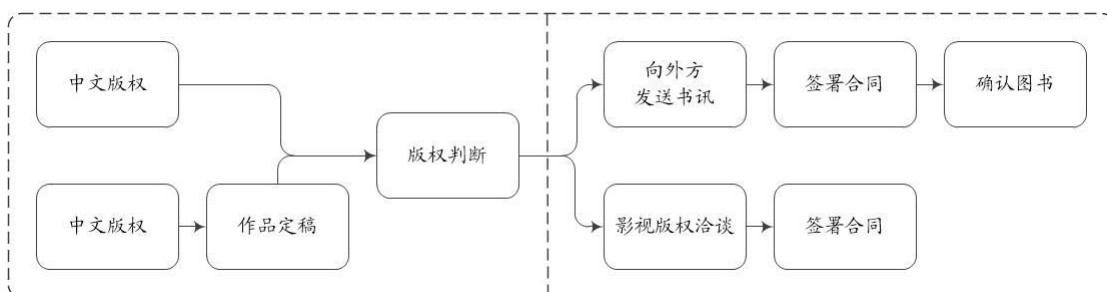 中文版权
向外方
发送书讯
签署合同
确认图书
版权判断
中文版权
作品定稿
影视版权洽谈
签署合同